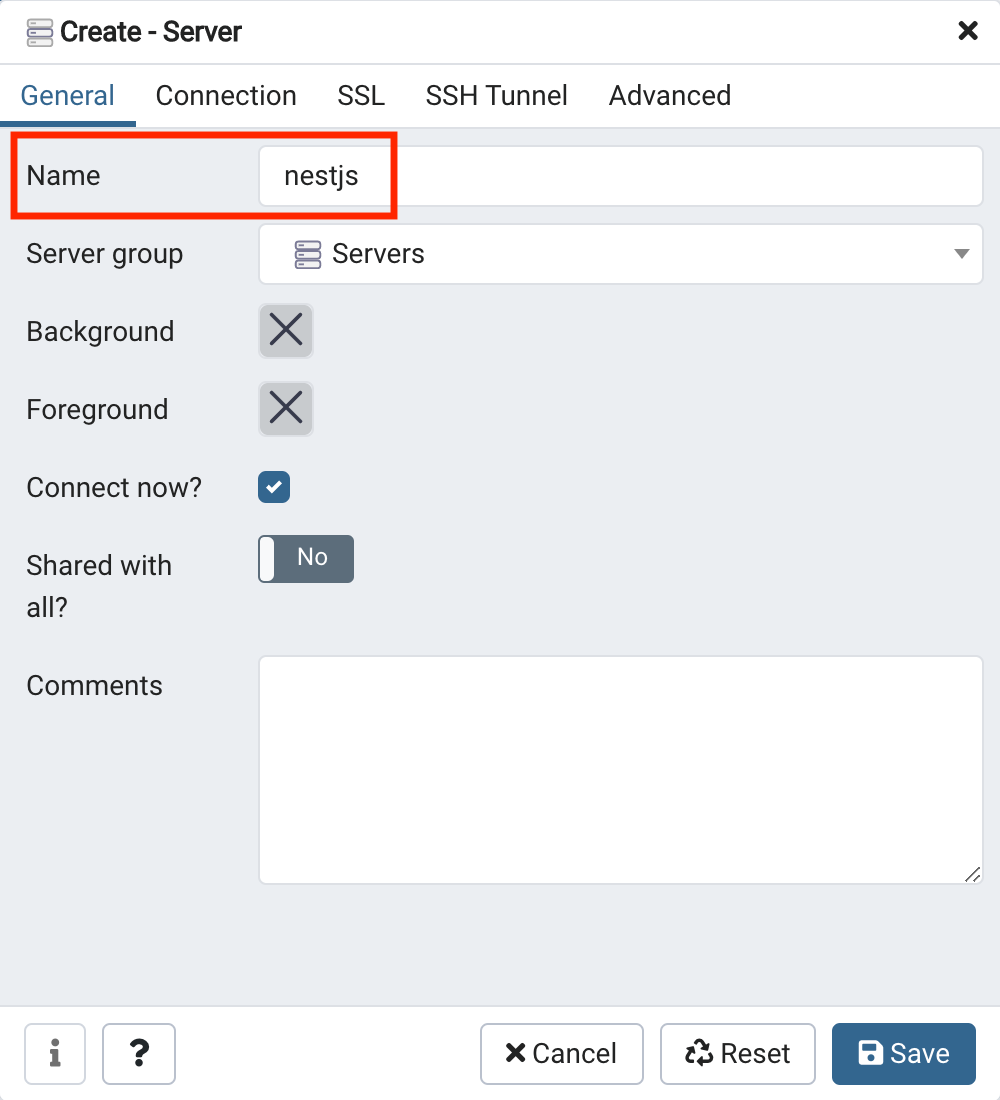 Create - Server
General Connection SSL SSH Tunnel Advanced
Name nestjs
Server group Servers
Background
Foreground
Connect now?
Shared with all? No
Comments
Cancel Reset Save